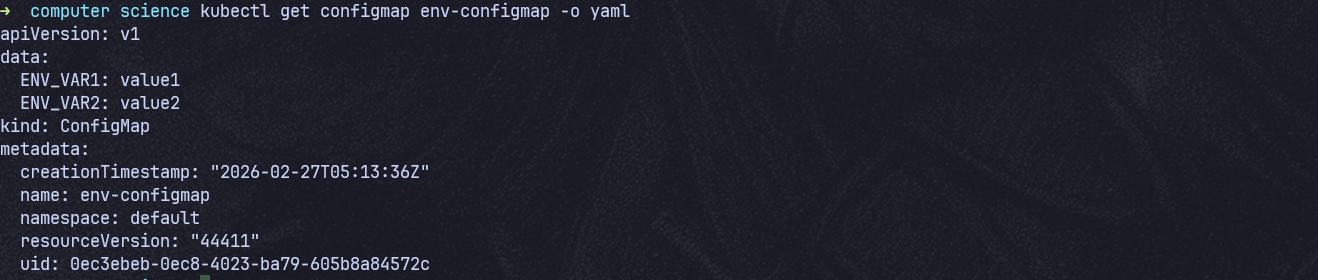 ➜  computer science kubectl get configmap env-configmap -o yaml
apiVersion: v1
data:
  ENV_VAR1: value1
  ENV_VAR2: value2
kind: ConfigMap
metadata:
  creationTimestamp: "2026-02-27T05:13:36Z"
  name: env-configmap
  namespace: default
  resourceVersion: "44411"
  uid: 0ec3ebeb-0ec8-4023-ba79-605b8a84572c